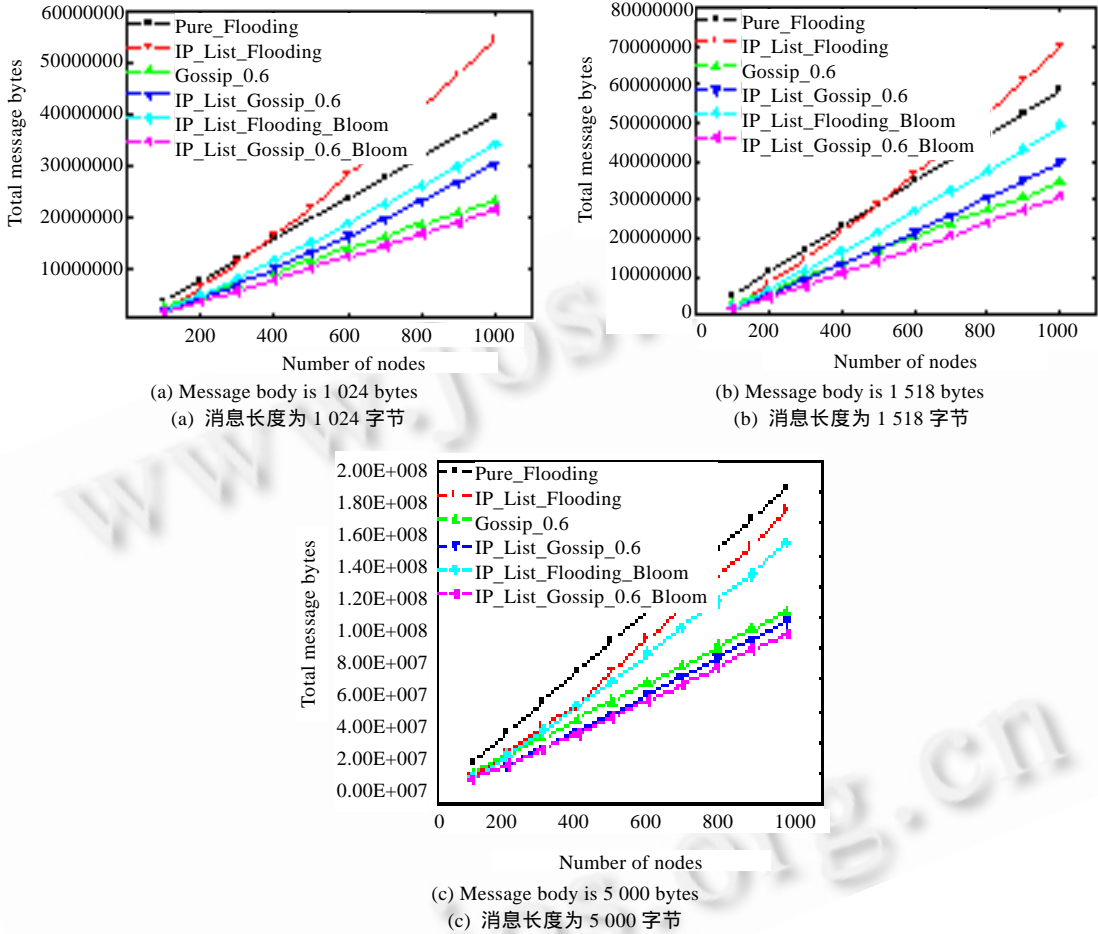 Total message bytes
60000000
50000000
40000000
30000000
20000000
10000000
Pure_Flooding
IP_List_Flooding
Gossip_0.6
IP_List_Gossip_0.6
IP_List_Flooding_Bloom
IP_List_Gossip_0.6_Bloom
200 400 600 800 1000
Number of nodes
(a) Message body is 1 024 bytes
(a) 消息长度为 1 024 字节
Total message bytes
80000000
70000000
60000000
50000000
40000000
30000000
20000000
10000000
0
Pure_Flooding
IP_List_Flooding
Gossip_0.6
IP_List_Gossip_0.6
IP_List_Flooding_Bloom
IP_List_Gossip_0.6_Bloom
0 200 400 600 800 1000
Number of nodes
(b) Message body is 1 518 bytes
(b) 消息长度为 1 518 字节
Total message bytes
2.00E+008
1.80E+008
1.60E+008
1.40E+008
1.20E+008
1.00E+008
8.00E+007
6.00E+007
4.00E+007
2.00E+007
0.00E+007
Pure_Flooding
IP_List_Flooding
Gossip_0.6
IP_List_Gossip_0.6
IP_List_Flooding_Bloom
IP_List_Gossip_0.6_Bloom
0 200 400 600 800 1000
Number of nodes
(c) Message body is 5 000 bytes
(c) 消息长度为 5 000 字节